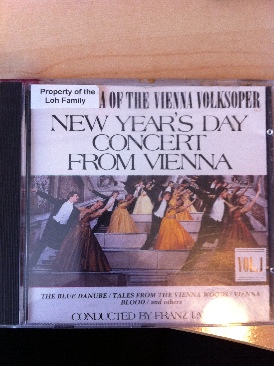 Property of the
Loh Family
OF THE VIENNA VOLKSOPER
NEW YEAR'S DAY
CONCERT
FROM VIENNA
VOL.1
THE BLUE DANUBE / TALES FROM THE VIENNA WOODS / VIENNA
BLOOD / and others
CONDUCTED BY FRANZ